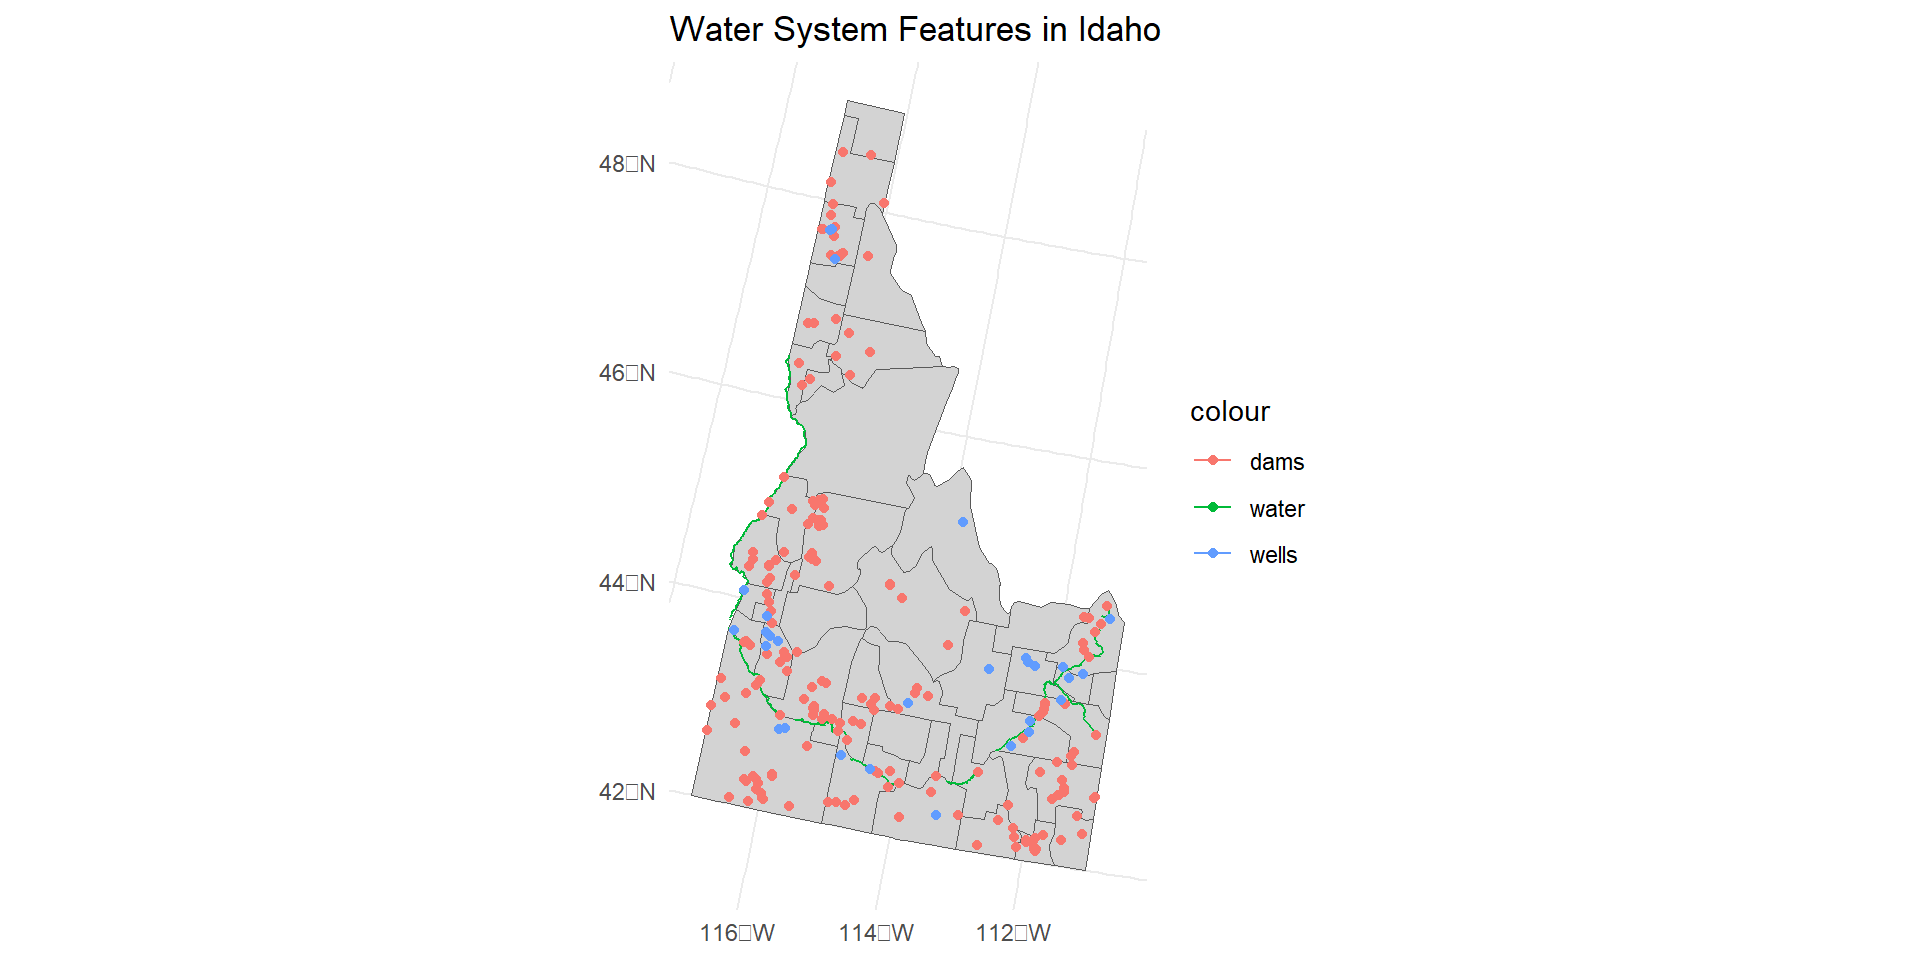 Water System Features in Idaho
48□N
46□N
44□N
42□N
116□W
114□W
112□W
colour
dams
water
wells